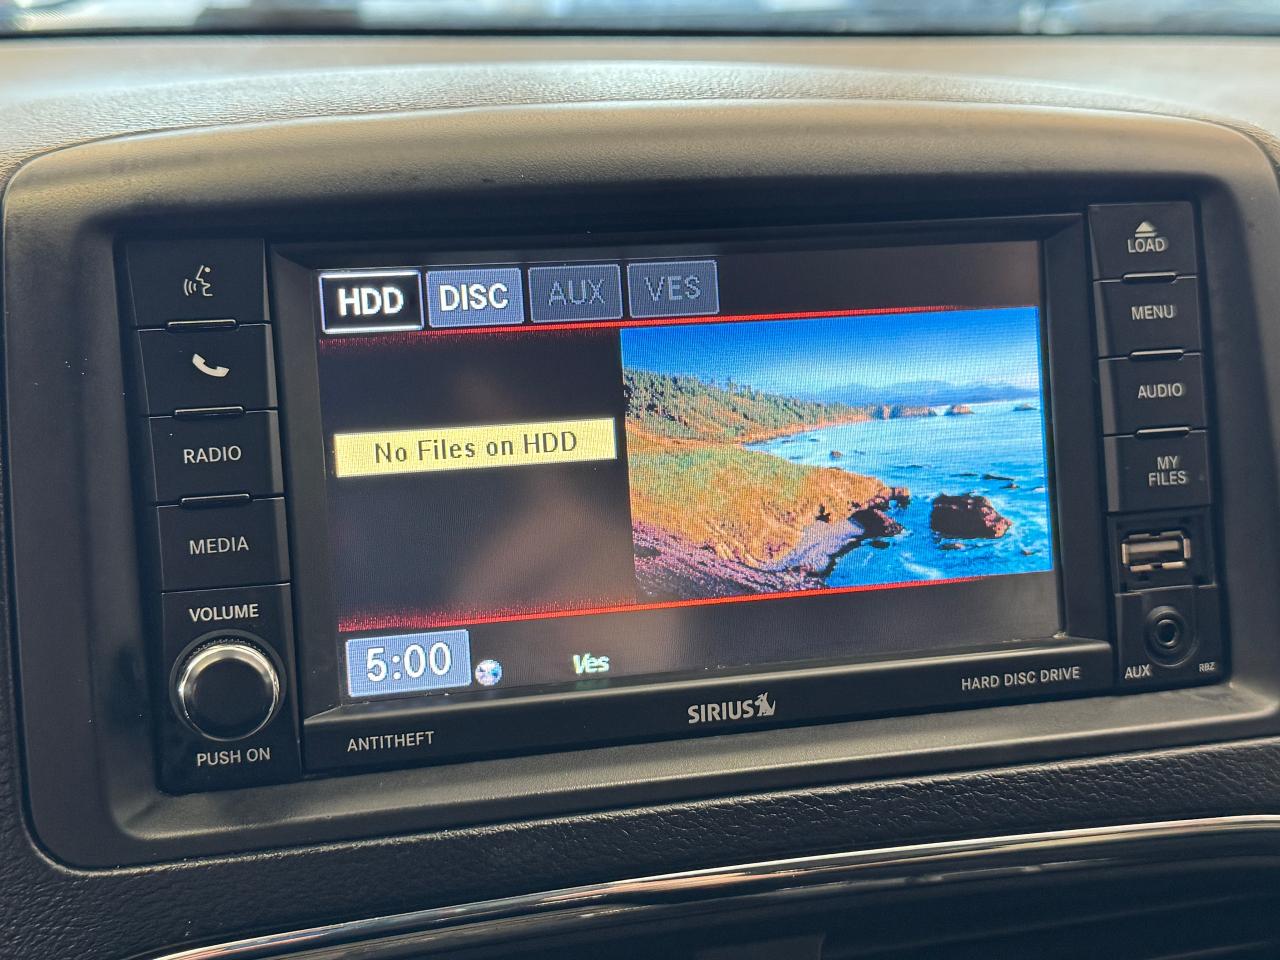 HDD DISC AUX VES
No Files on HDD
5:00
Ves
RADIO
MEDIA
VOLUME
PUSH ON
ANTITHEFT
SIRIUS
HARD DISC DRIVE
LOAD
MENU
AUDIO
MY
FILES
AUX
RBZ